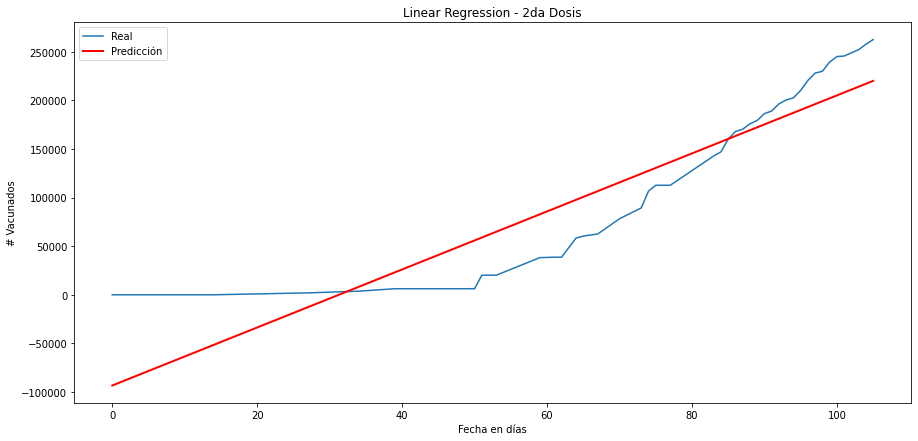 Linear Regression - 2da Dosis
Real
Predicción
# Vacunados
250000
200000
150000
100000
50000
0
−50000
−100000
0
20
40
60
80
100
Fecha en días